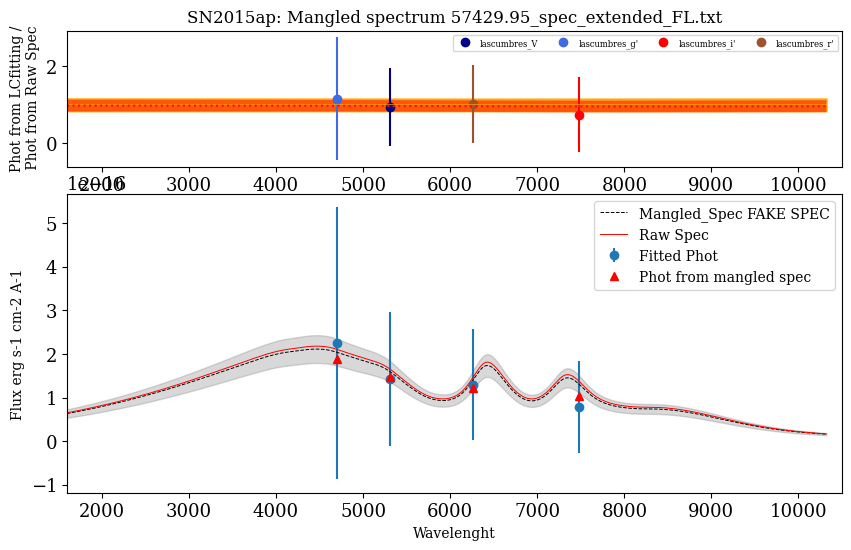 SN2015ap: Mangled spectrum 57429.95_spec_extended_FL.txt
Phot from LCfitting /
Phot from Raw Spec
lascumbres_V
lascumbres_g'
lascumbres_i'
lascumbres_r'
2
0
2000 3000 4000 5000 6000 7000 8000 9000 10000
Flux erg s-1 cm-2 A-1
Mangled_Spec FAKE SPEC
Raw Spec
Fitted Phot
Phot from mangled spec
5
4
3
2
1
0
−1
2000 3000 4000 5000 6000 7000 8000 9000 10000
Wavelenght